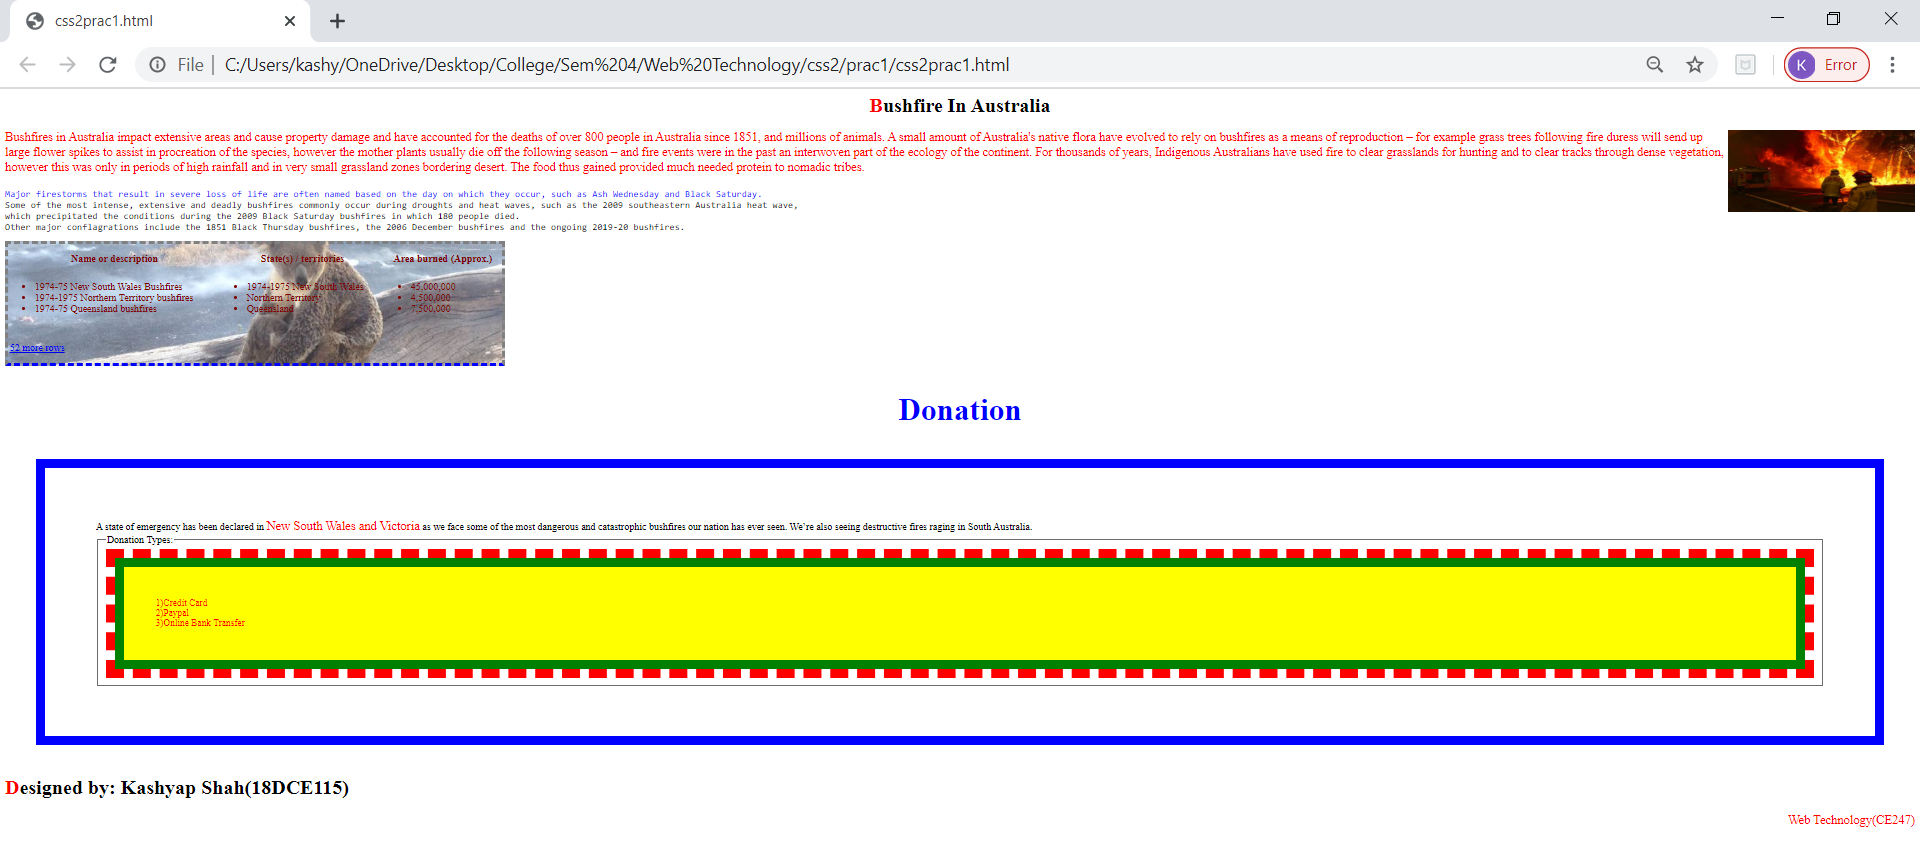 css2prac1.html
File | C:/Users/kashy/OneDrive/Desktop/College/Sem%204/Web%20Technology/css2/prac1/css2prac1.html
K Error
Bushfire In Australia
Bushfires in Australia impact extensive areas and cause property damage and have accounted for the deaths of over 800 people in Australia since 1851, and millions of animals. A small amount of Australia's native flora have evolved to rely on bushfires as a means of reproduction – for example grass trees following fire duress will send up
large flower spikes to assist in procreation of the species, however the mother plants usually die off the following season – and fire events were in the past an interwoven part of the ecology of the continent. For thousands of years, Indigenous Australians have used fire to clear grasslands for hunting and to clear tracks through dense vegetation,
however this was only in periods of high rainfall and in very small grassland zones bordering desert. The food thus gained provided much needed protein to nomadic tribes.
Major firestorms that result in severe loss of life are often named based on the day on which they occur, such as Ash Wednesday and Black Saturday.
Some of the most intense, extensive and deadly bushfires commonly occur during droughts and heat waves, such as the 2009 southeastern Australia heat wave,
which precipitated the conditions during the 2009 Black Saturday bushfires in which 180 people died.
Other major conflagrations include the 1851 Black Thursday bushfires, the 2006 December bushfires and the ongoing 2019-20 bushfires.
Name or description State(s) / territories Area burned (Approx.)
• 1974-75 New South Wales Bushfires • 1974-1975 New South Wales • 45,000,000
• 1974-1975 Northern Territory bushfires • Northern Territory • 4,500,000
• 1974-75 Queensland bushfires • Queensland • 7,500,000
52 more rows
Donation
A state of emergency has been declared in New South Wales and Victoria as we face some of the most dangerous and catastrophic bushfires our nation has ever seen. We're also seeing destructive fires raging in South Australia.
Donation Types:
1)Credit Card
2)Paypal
3)Online Bank Transfer
Designed by: Kashyap Shah(18DCE115)
Web Technology(CE247)